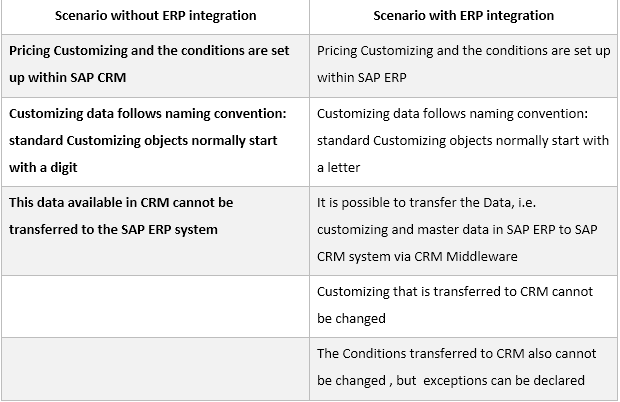 Scenario without ERP integration
Scenario with ERP integration
Pricing Customizing and the conditions are set
up within SAP CRM
Pricing Customizing and the conditions are set up
within SAP ERP
Customizing data follows naming convention:
standard Customizing objects normally start
with a digit
Customizing data follows naming convention:
standard Customizing objects normally start with
a letter
This data available in CRM cannot be
transferred to the SAP ERP system
It is possible to transfer the Data, i.e.
customizing and master data in SAP ERP to SAP
CRM system via CRM Middleware
Customizing that is transferred to CRM cannot
be changed
The Conditions transferred to CRM also cannot
be changed , but  exceptions can be declared